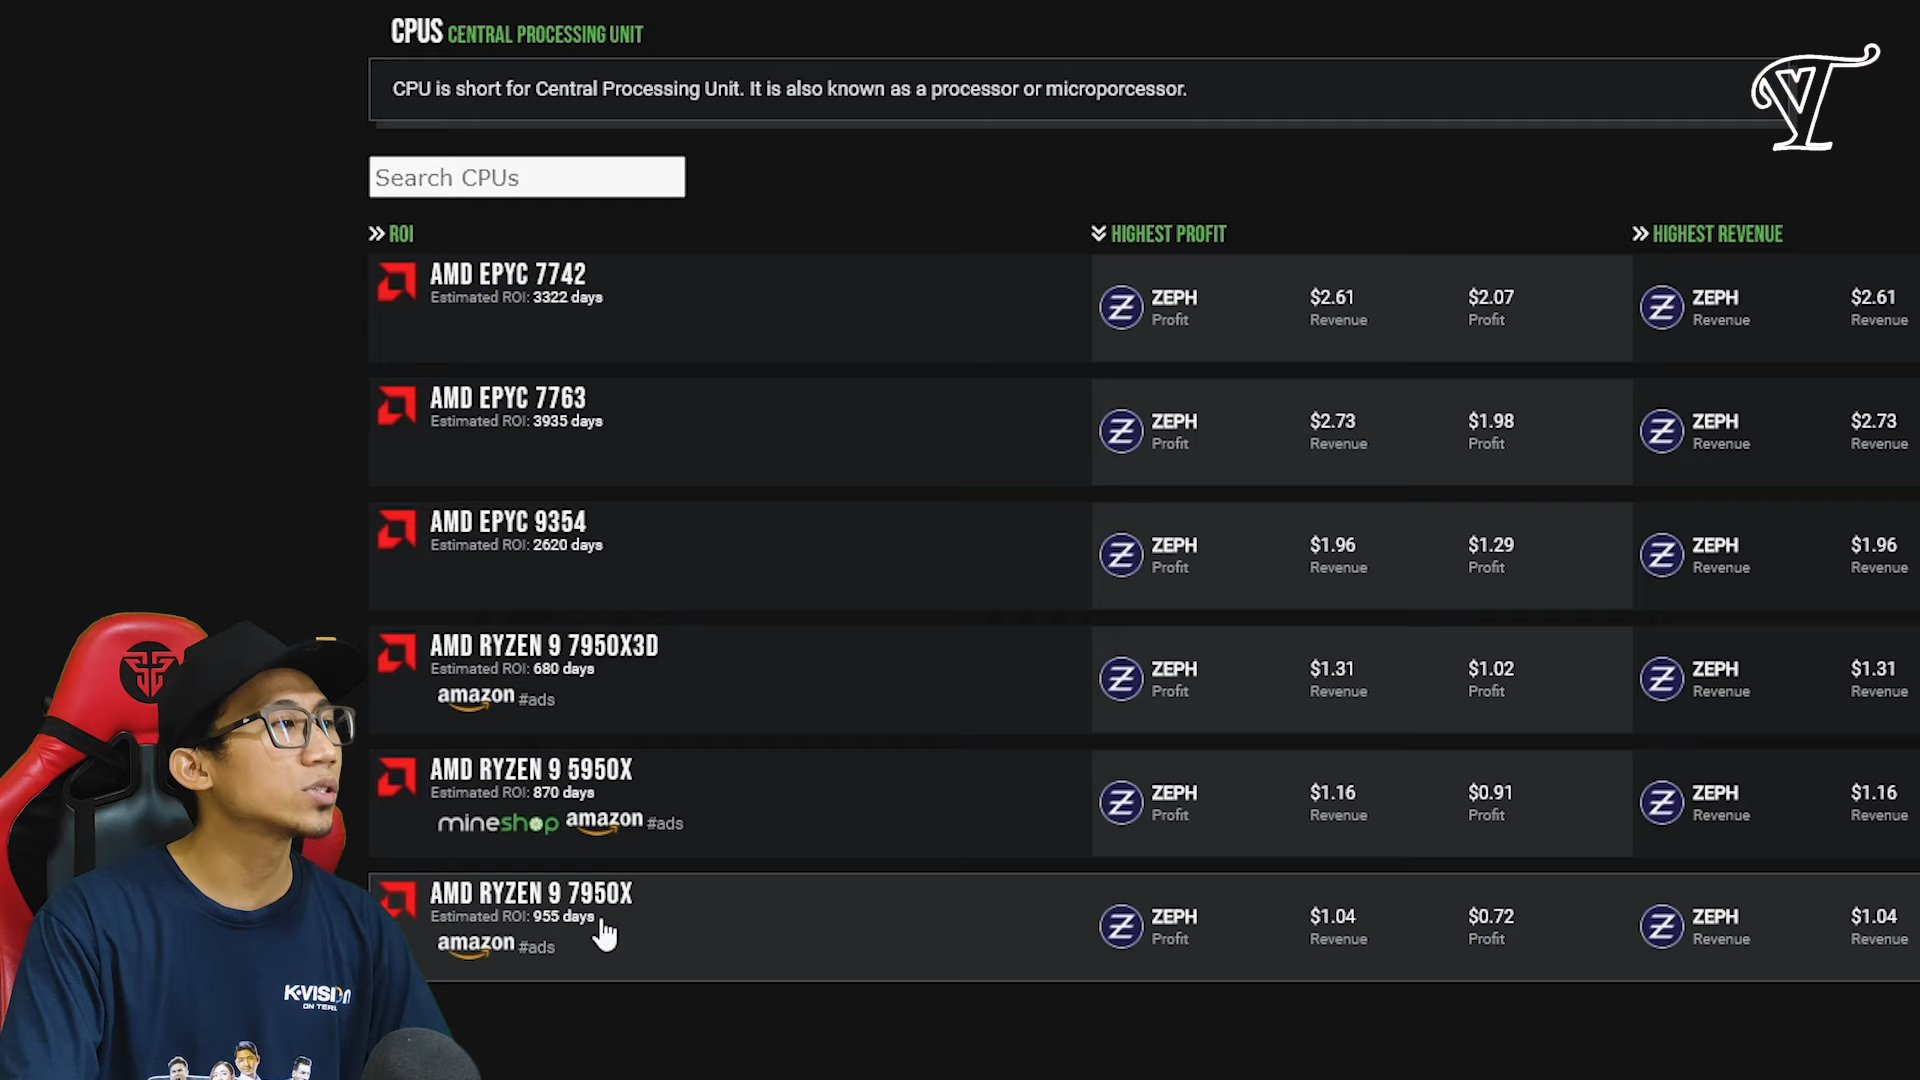 CPUS CENTRAL PROCESSING UNIT
CPU is short for Central Processing Unit. It is also known as a processor or microporcessor.
Search CPUs
ROI HIGHEST PROFIT HIGHEST REVENUE
AMD EPYC 7742
Estimated ROI: 3322 days
ZEPH $2.61 $2.07 ZEPH $2.61
Profit Revenue Profit Revenue Revenue
AMD EPYC 7763
Estimated ROI: 3935 days
ZEPH $2.73 $1.98 ZEPH $2.73
Profit Revenue Profit Revenue Revenue
AMD EPYC 9354
Estimated ROI: 2620 days
ZEPH $1.96 $1.29 ZEPH $1.96
Profit Revenue Profit Revenue Revenue
AMD RYZEN 9 7950X3D
Estimated ROI: 680 days
amazon #ads
ZEPH $1.31 $1.02 ZEPH $1.31
Profit Revenue Profit Revenue Revenue
AMD RYZEN 9 5950X
Estimated ROI: 870 days
mineshop amazon #ads
ZEPH $1.16 $0.91 ZEPH $1.16
Profit Revenue Profit Revenue Revenue
AMD RYZEN 9 7950X
Estimated ROI: 955 days
amazon #ads
ZEPH $1.04 $0.72 ZEPH $1.04
Profit Revenue Profit Revenue Revenue
K-VISION